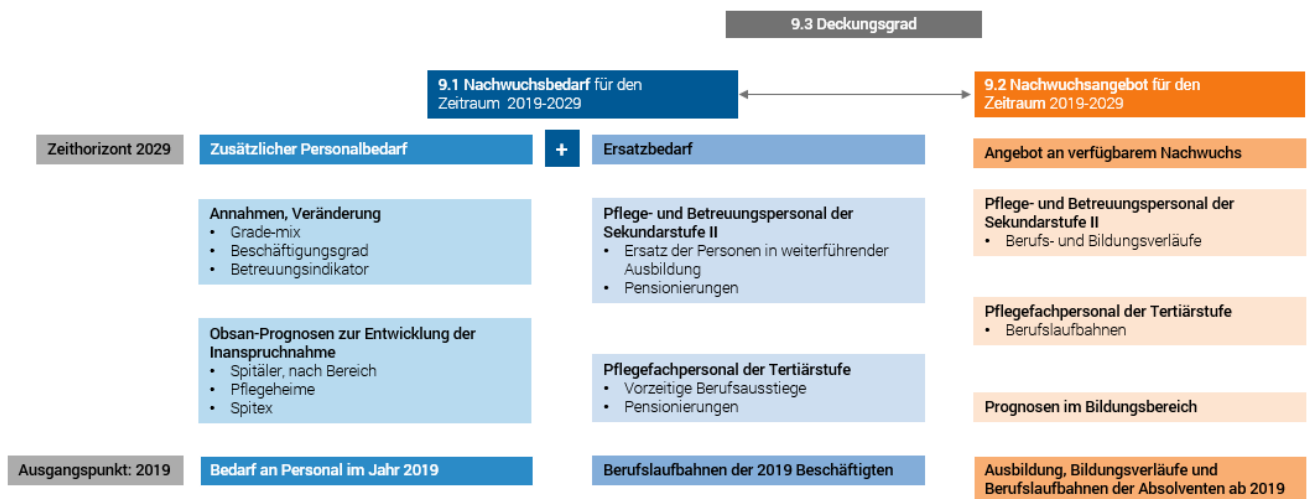 9.3 Deckungsgrad
9.1 Nachwuchsbedarf für den
Zeitraum 2019-2029
9.2 Nachwuchsangebot für den
Zeitraum 2019-2029
Zeithorizont 2029
Zusätzlicher Personalbedarf
+
Ersatzbedarf
Angebot an verfügbarem Nachwuchs
Annahmen, Veränderung
• Grade-mix
• Beschäftigungsgrad
• Betreuungsindikator
Pflege- und Betreuungspersonal der
Sekundarstufe II
• Ersatz der Personen in weiterführender
Ausbildung
• Pensionierungen
Pflege- und Betreuungspersonal der
Sekundarstufe II
• Berufs- und Bildungsverläufe
Obsan-Prognosen zur Entwicklung der
Inanspruchnahme
• Spitäler, nach Bereich
• Pflegeheime
• Spitex
Pflegefachpersonal der Tertiärstufe
• Vorzeitige Berufsausstiege
• Pensionierungen
Pflegefachpersonal der Tertiärstufe
• Berufslaufbahnen
Prognosen im Bildungsbereich
Ausgangspunkt: 2019
Bedarf an Personal im Jahr 2019
Berufslaufbahnen der 2019 Beschäftigten
Ausbildung, Bildungsverläufe und
Berufslaufbahnen der Absolventen ab 2019